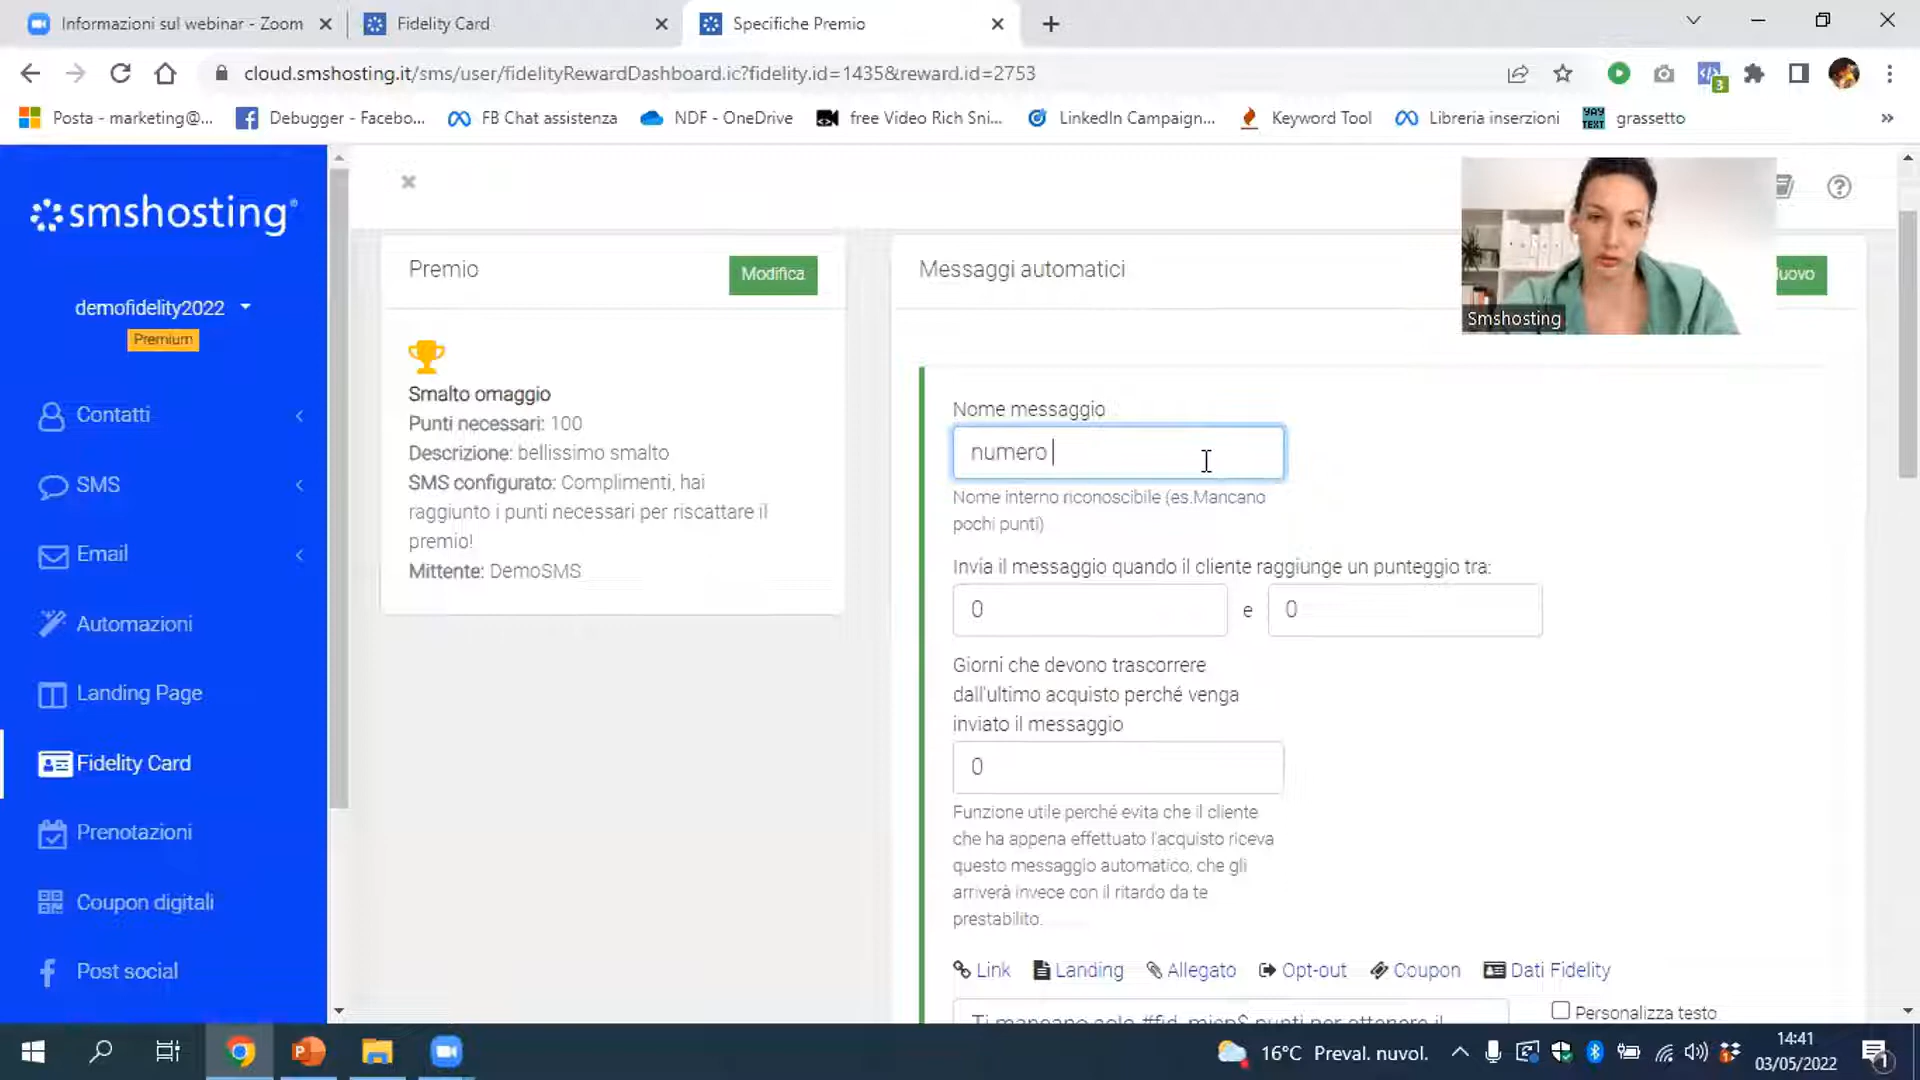 Informazioni sul webinar - Zoom
Fidelity Card
Specifiche Premio
cloud.smshosting.it/sms/user/fidelityRewardDashboard.ic?fidelity.id=1435&reward.id=2753
3
Posta - marketing@...
Debugger - Facebo...
FB Chat assistenza
NDF - OneDrive
free Video Rich Sni...
LinkedIn Campaign...
Keyword Tool
Libreria inserzioni
YAY TEXT
grassetto
smshosting®
demofidelity2022
Premium
Contatti
SMS
Email
Automazioni
Landing Page
Fidelity Card
Prenotazioni
Coupon digitali
Post social
Premio
Modifica
Smalto omaggio
Punti necessari: 100
Descrizione: bellissimo smalto
SMS configurato: Complimenti, hai
raggiunto i punti necessari per riscattare il
premio!
Mittente: DemoSMS
Messaggi automatici
uovo
Smshosting
Nome messaggio
numero
Nome interno riconoscibile (es.Mancano
pochi punti)
Invia il messaggio quando il cliente raggiunge un punteggio tra:
0 e 0
Giorni che devono trascorrere
dall'ultimo acquisto perché venga
inviato il messaggio
0
Funzione utile perché evita che il cliente
che ha appena effettuato l'acquisto riceva
questo messaggio automatico, che gli
arriverà invece con il ritardo da te
prestabilito.
Link Landing Allegato Opt-out Coupon Dati Fidelity
Ti mancano solo #fid_misp$ punti per ottenere il
Personalizza testo
16°C Preval. nuvol.
14:41
03/05/2022
1